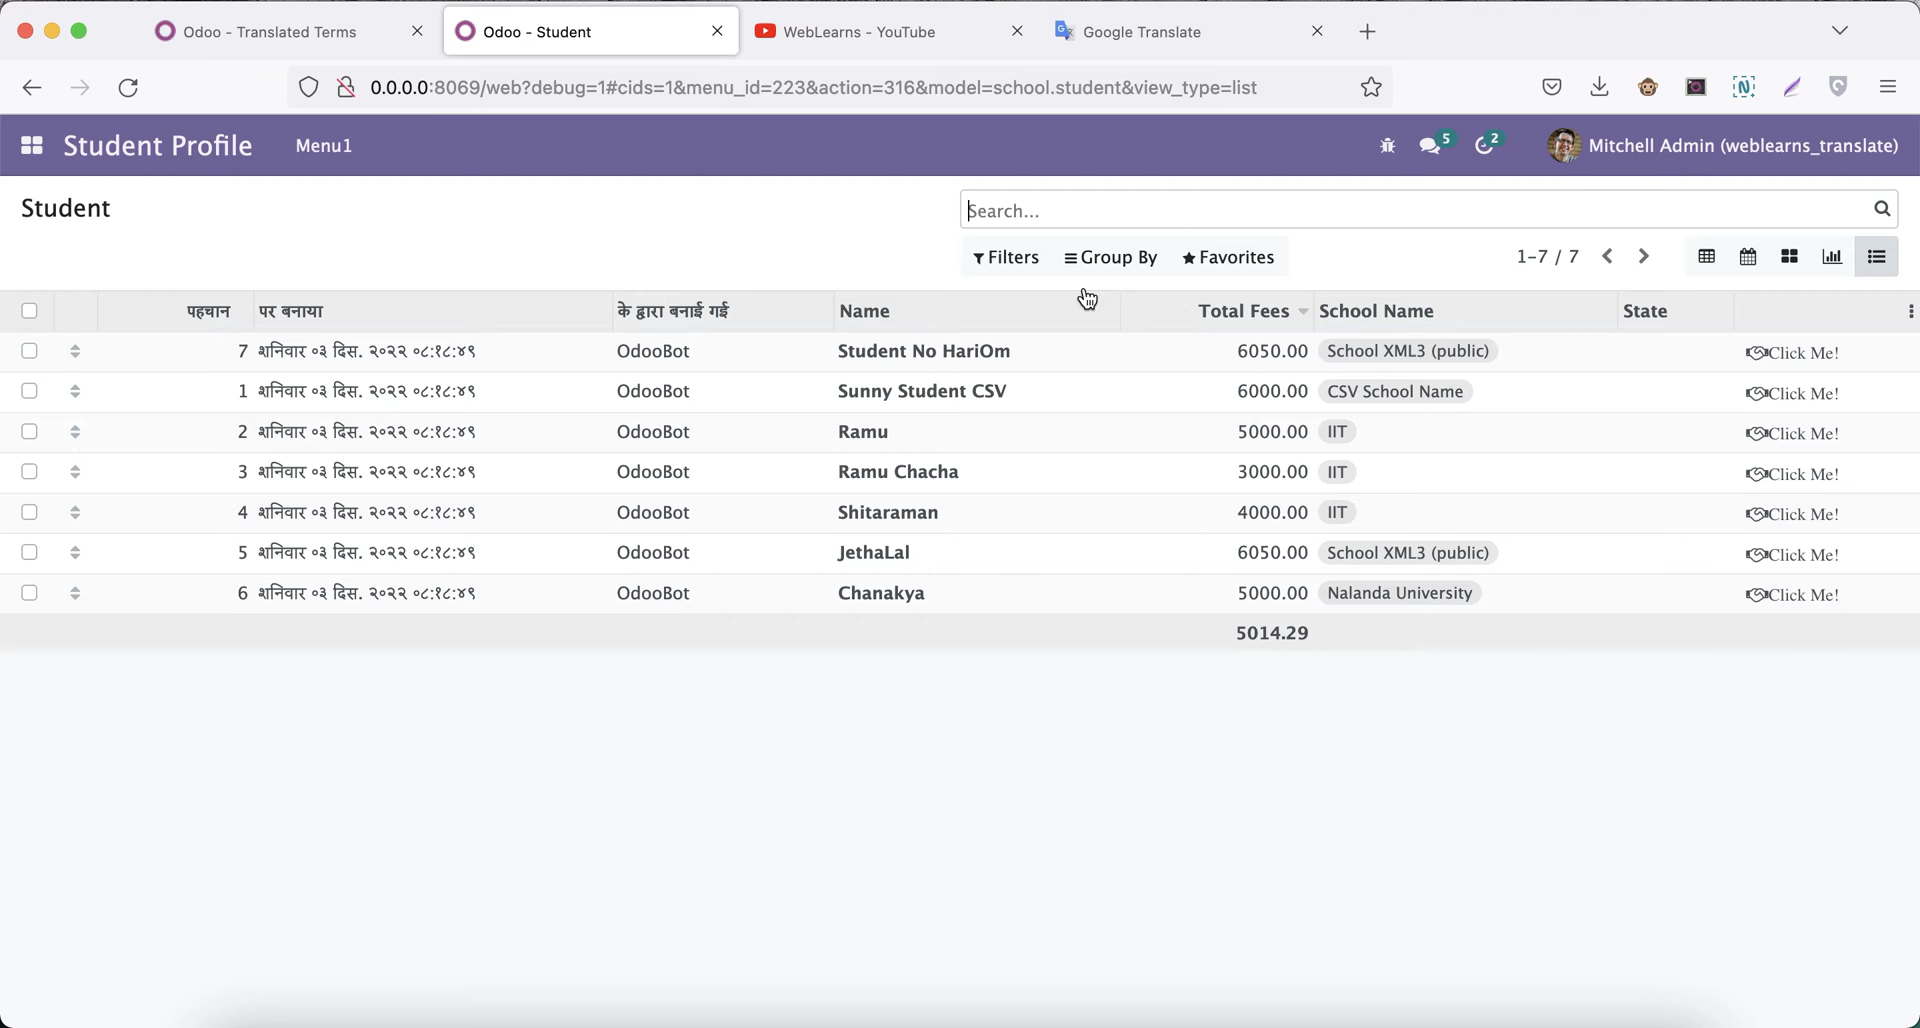 Odoo - Translated Terms
Odoo - Student
WebLearns - YouTube
Google Translate
0.0.0.0:8069/web?debug=1#cids=1&menu_id=223&action=316&model=school.student&view_type=list
Student Profile Menu1 5 2 Mitchell Admin (weblearns_translate)
Student Search...
Filters Group By Favorites 1-7 / 7
पहचान पर बनाया के द्वारा बनाई गई Name Total Fees School Name State
7 शनिवार ०३ दिस. २०२२ ०८:१८:४९ OdooBot Student No HariOm 6050.00 School XML3 (public) Click Me!
1 शनिवार ०३ दिस. २०२२ ०८:१८:४९ OdooBot Sunny Student CSV 6000.00 CSV School Name Click Me!
2 शनिवार ०३ दिस. २०२२ ०८:१८:४९ OdooBot Ramu 5000.00 IIT Click Me!
3 शनिवार ०३ दिस. २०२२ ०८:१८:४९ OdooBot Ramu Chacha 3000.00 IIT Click Me!
4 शनिवार ०३ दिस. २०२२ ०८:१८:४९ OdooBot Shitaraman 4000.00 IIT Click Me!
5 शनिवार ०३ दिस. २०२२ ०८:१८:४९ OdooBot JethaLal 6050.00 School XML3 (public) Click Me!
6 शनिवार ०३ दिस. २०२२ ०८:१८:४९ OdooBot Chanakya 5000.00 Nalanda University Click Me!
5014.29